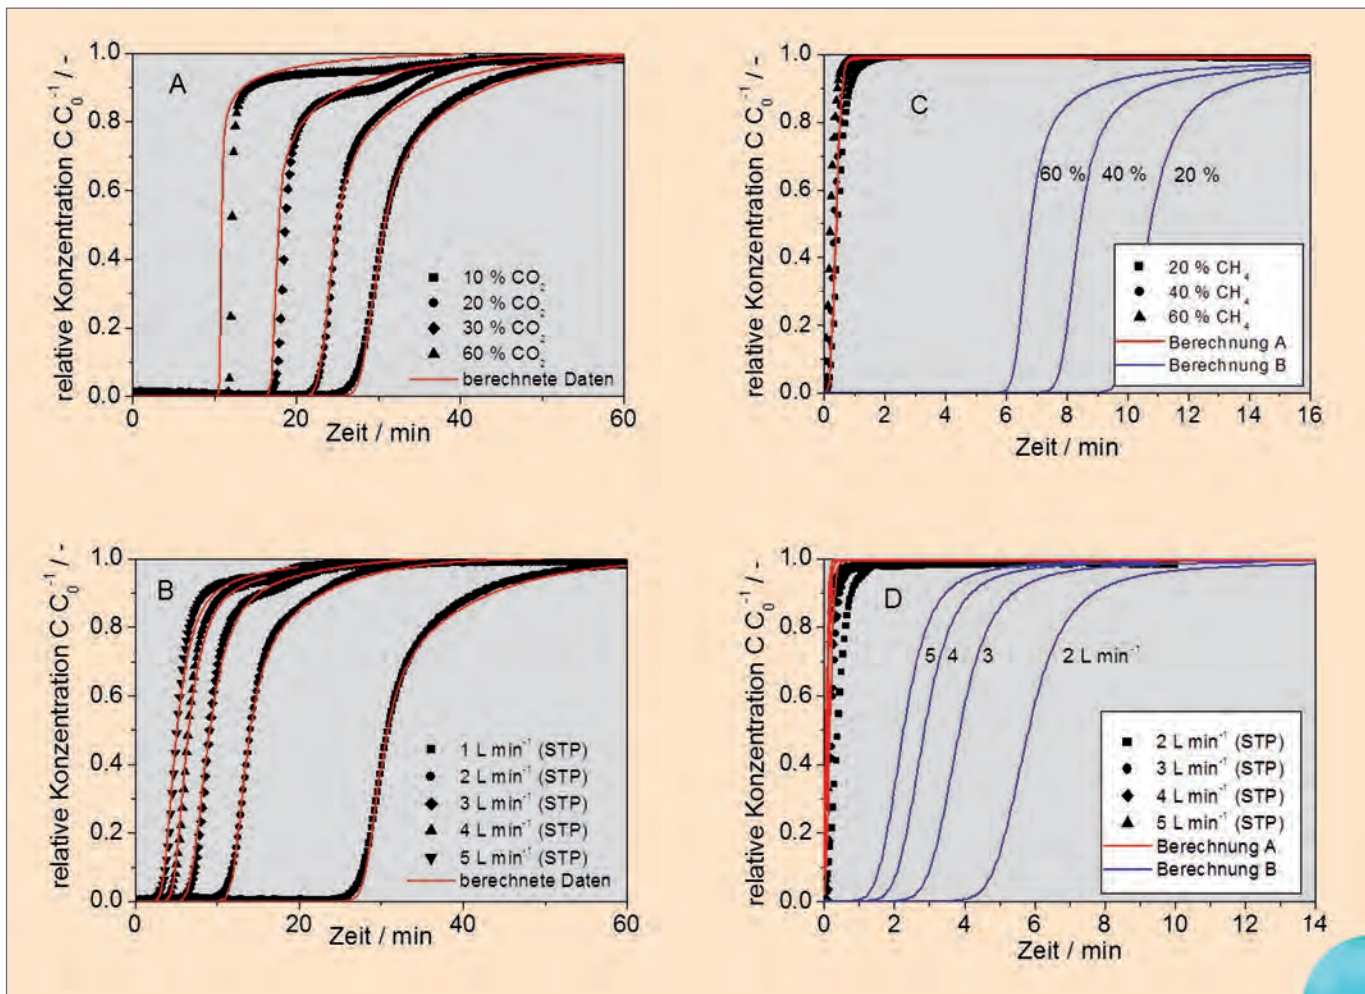 A
relative Konzentration C C₀⁻¹ / -
1.0
0.8
0.6
0.4
0.2
0.0
10 % CO₂
20 % CO₂
30 % CO₂
60 % CO₂
berechnete Daten
0 20 40 60
Zeit / min
C
relative Konzentration C C₀⁻¹ / -
1.0
0.8
0.6
0.4
0.2
0.0
60 % 40 % 20 %
20 % CH₄
40 % CH₄
60 % CH₄
Berechnung A
Berechnung B
0 2 4 6 8 10 12 14 16
Zeit / min
B
relative Konzentration C C₀⁻¹ / -
1.0
0.8
0.6
0.4
0.2
0.0
1 L min⁻¹ (STP)
2 L min⁻¹ (STP)
3 L min⁻¹ (STP)
4 L min⁻¹ (STP)
5 L min⁻¹ (STP)
berechnete Daten
0 20 40 60
Zeit / min
D
relative Konzentration C C₀⁻¹ / -
1.0
0.8
0.6
0.4
0.2
0.0
5 4 3 2 L min⁻¹
2 L min⁻¹ (STP)
3 L min⁻¹ (STP)
4 L min⁻¹ (STP)
5 L min⁻¹ (STP)
Berechnung A
Berechnung B
0 2 4 6 8 10 12 14
Zeit / min